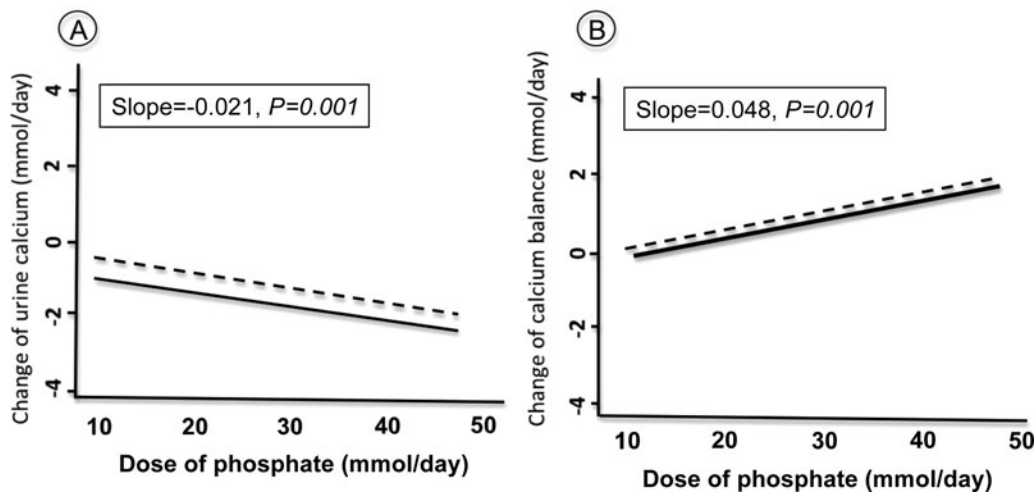 A
Change of urine calcium (mmol/day)
4
2
0
-2
-4
Slope=-0.021, P=0.001
10 20 30 40 50
Dose of phosphate (mmol/day)
B
Change of calcium balance (mmol/day)
4
2
0
-2
-4
Slope=0.048, P=0.001
10 20 30 40 50
Dose of phosphate (mmol/day)